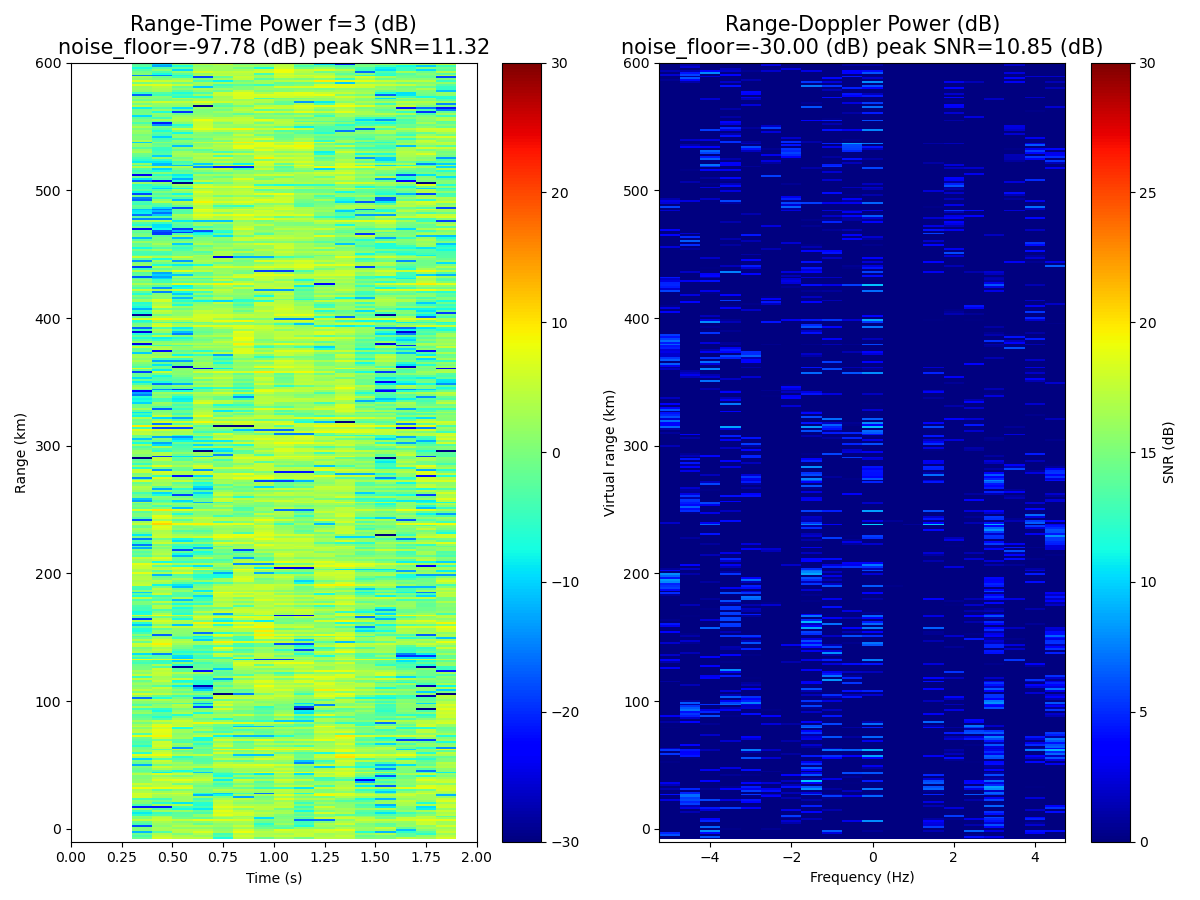 Range-Time Power f=3 (dB)
noise_floor=-97.78 (dB) peak SNR=11.32
Range (km)
600
500
400
300
200
100
0
0.00 0.25 0.50 0.75 1.00 1.25 1.50 1.75 2.00
Time (s)
30
20
10
0
−10
−20
−30
Range-Doppler Power (dB)
noise_floor=-30.00 (dB) peak SNR=10.85 (dB)
Virtual range (km)
600
500
400
300
200
100
0
−4 −2 0 2 4
Frequency (Hz)
30
25
20
15
10
5
0
SNR (dB)